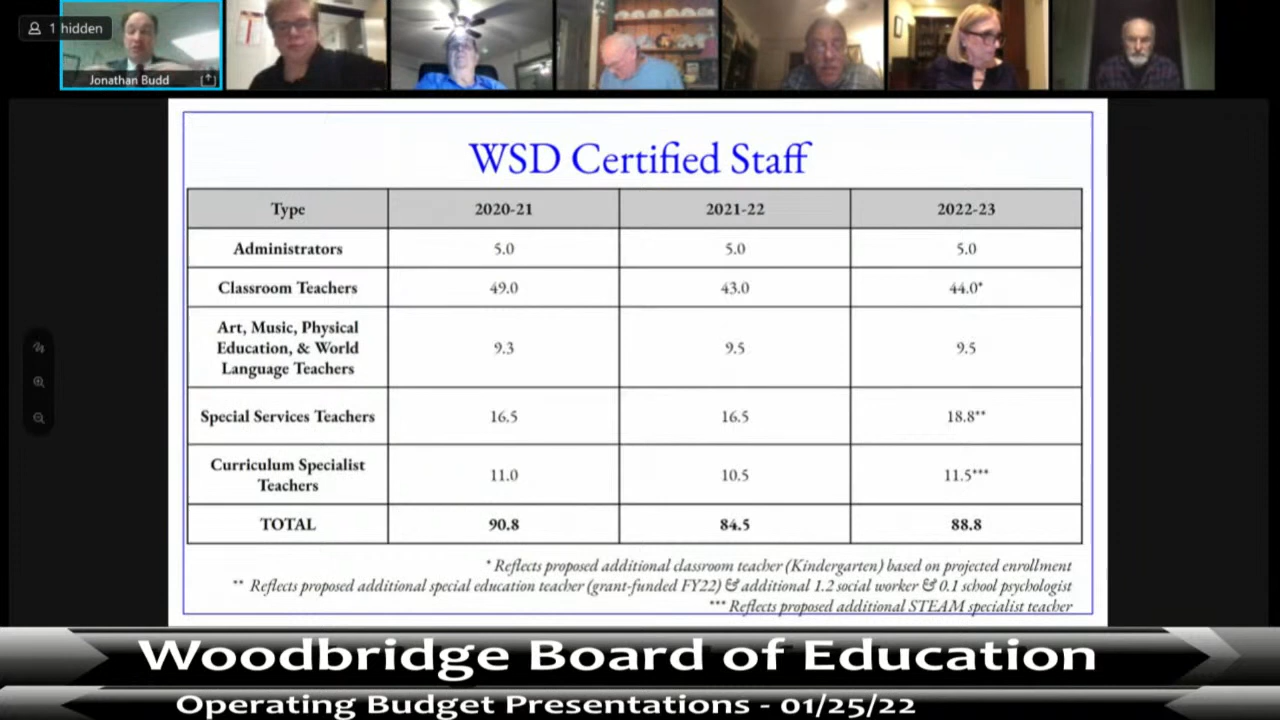 1 hidden
Jonathan Budd
WSD Certified Staff
Type 2020-21 2021-22 2022-23
Administrators 5.0 5.0 5.0
Classroom Teachers 49.0 43.0 44.0*
Art, Music, Physical
Education, & World
Language Teachers
9.3 9.5 9.5
Special Services Teachers 16.5 16.5 18.8**
Curriculum Specialist
Teachers
11.0 10.5 11.5***
TOTAL 90.8 84.5 88.8
* Reflects proposed additional classroom teacher (Kindergarten) based on projected enrollment
** Reflects proposed additional special education teacher (grant-funded FY22) & additional 1.2 social worker & 0.1 school psychologist
*** Reflects proposed additional STEAM specialist teacher
Woodbridge Board of Education
Operating Budget Presentations - 01/25/22